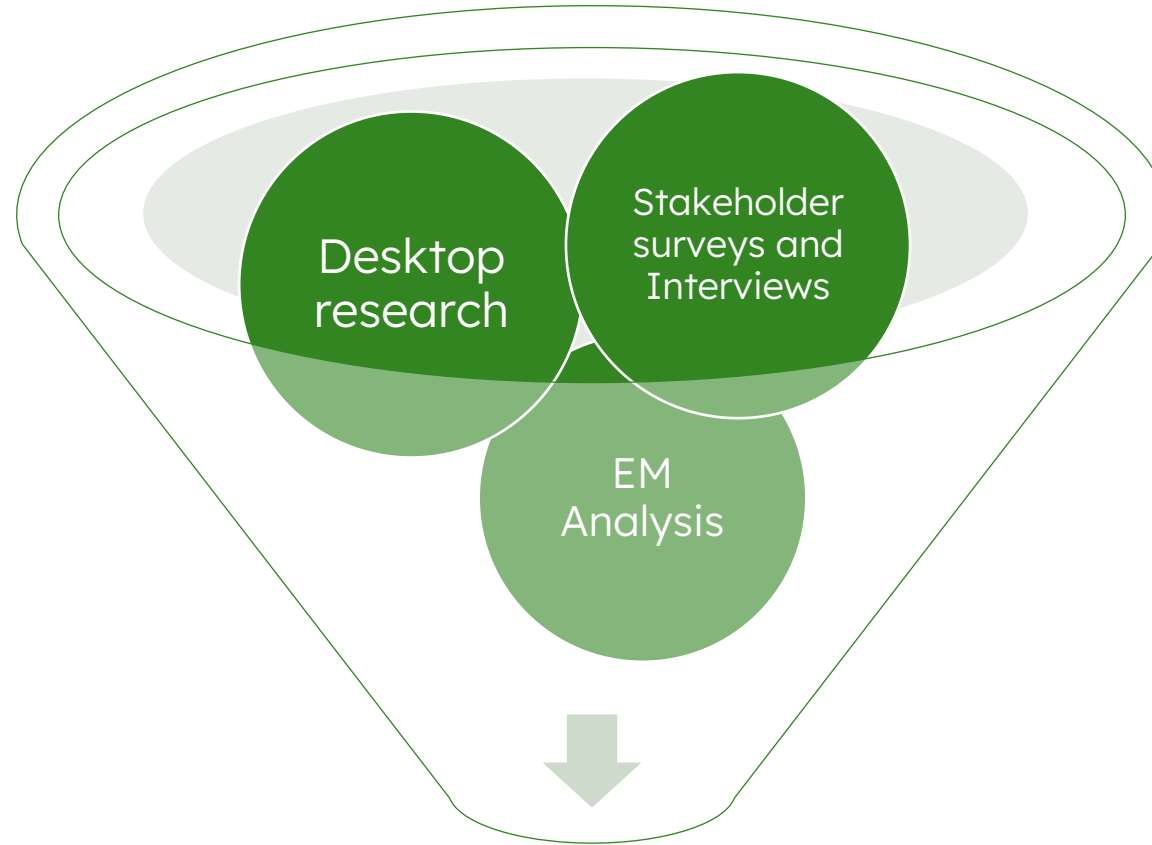 Desktop
research
Stakeholder
surveys and
Interviews
EM
Analysis